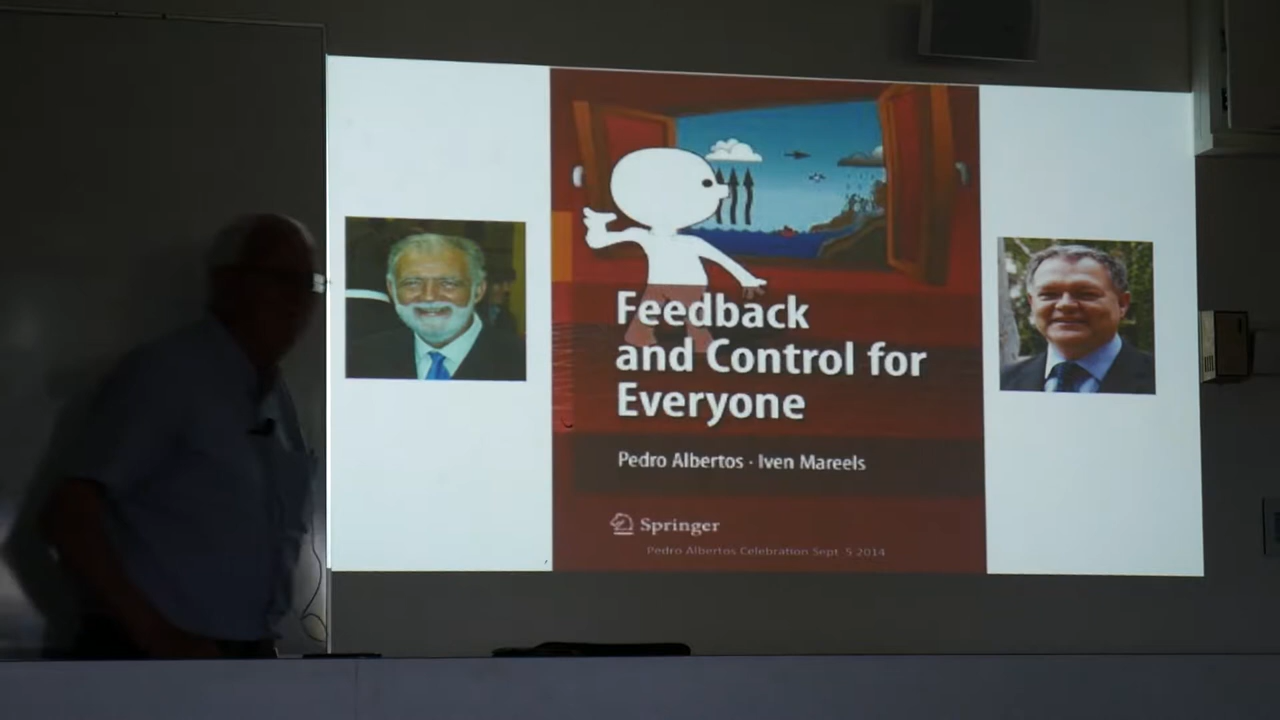 Feedback
and Control for
Everyone
Pedro Albertos · Iven Mareels
Springer
Pedro Albertos Celebration Sept. 5 2014